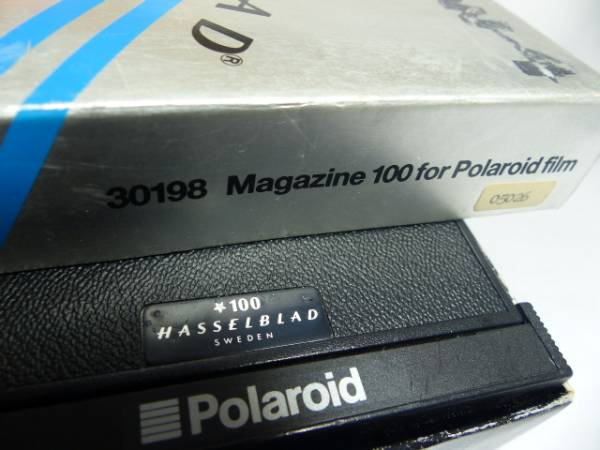 AD®
30198 Magazine 100 for Polaroid film
05026
*100
HASSELBLAD
SWEDEN
Polaroid